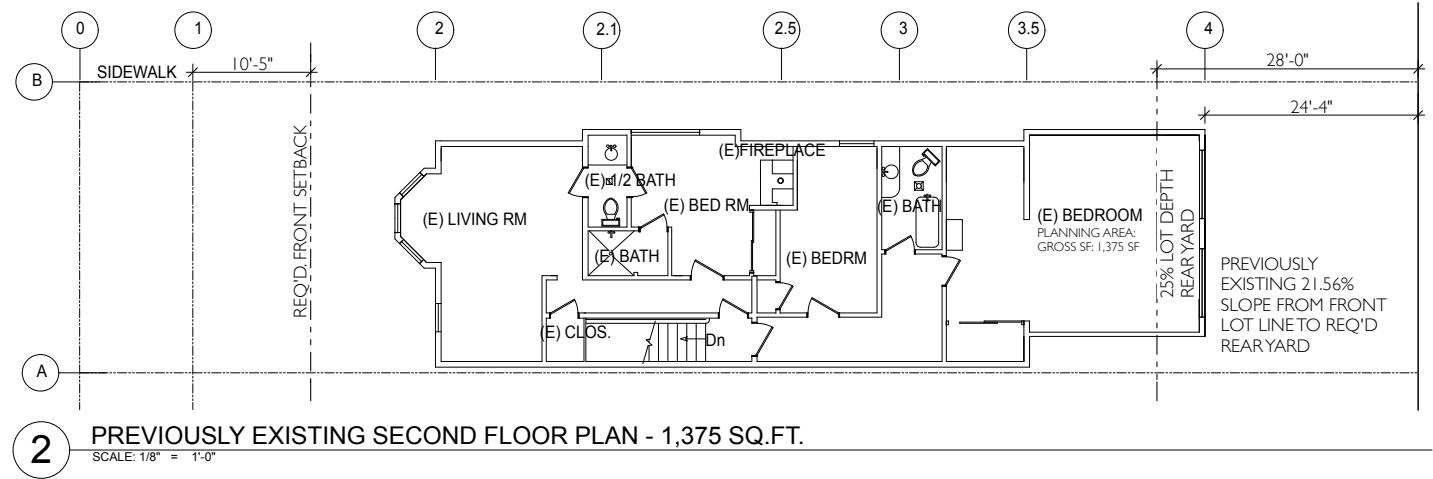 0
1
2
2.1
2.5
3
3.5
4
B
SIDEWALK
10'-5"
28'-0"
24'-4"
REQ'D. FRONT SETBACK
(E)FIREPLACE
(E) 1/2 BATH
(E) LIVING RM
(E) BED RM
(E) BATH
(E) BATH
(E) BEDRM
(E) BEDROOM
PLANNING AREA:
GROSS SF: 1,375 SF
25% LOT DEPTH
REAR YARD
PREVIOUSLY
EXISTING 21.56%
SLOPE FROM FRONT
LOT LINE TO REQ'D
REAR YARD
(E) CLOS.
Dn
A
2
PREVIOUSLY EXISTING SECOND FLOOR PLAN - 1,375 SQ.FT.
SCALE: 1/8" = 1'-0"